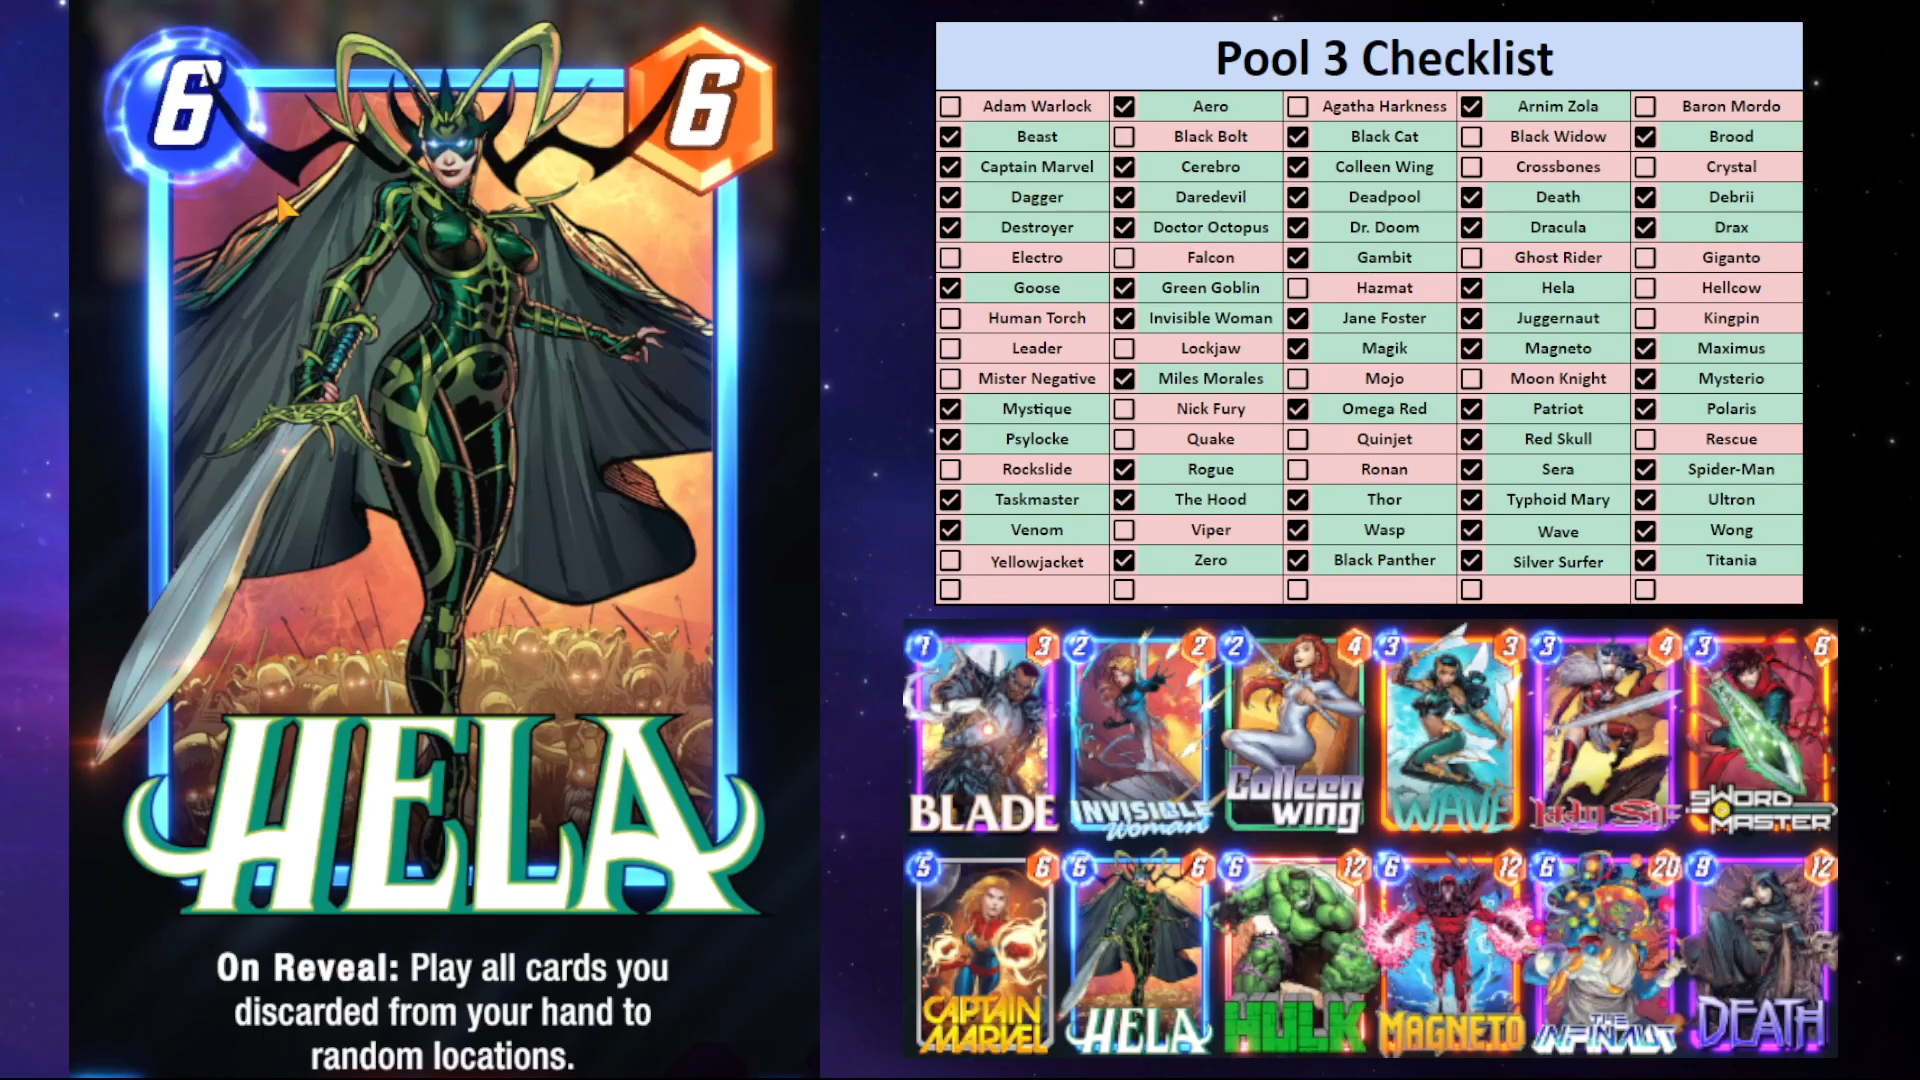 6
6
HELA
On Reveal: Play all cards you
discarded from your hand to
random locations.
Pool 3 Checklist
Adam Warlock Aero Agatha Harkness Arnim Zola Baron Mordo
Beast Black Bolt Black Cat Black Widow Brood
Captain Marvel Cerebro Colleen Wing Crossbones Crystal
Dagger Daredevil Deadpool Death Debrii
Destroyer Doctor Octopus Dr. Doom Dracula Drax
Electro Falcon Gambit Ghost Rider Giganto
Goose Green Goblin Hazmat Hela Hellcow
Human Torch Invisible Woman Jane Foster Juggernaut Kingpin
Leader Lockjaw Magik Magneto Maximus
Mister Negative Miles Morales Mojo Moon Knight Mysterio
Mystique Nick Fury Omega Red Patriot Polaris
Psylocke Quake Quinjet Red Skull Rescue
Rockslide Rogue Ronan Sera Spider-Man
Taskmaster The Hood Thor Typhoid Mary Ultron
Venom Viper Wasp Wave Wong
Yellowjacket Zero Black Panther Silver Surfer Titania
1 3 2 2 2 4 3 3 3 4 3 6
BLADE INVISIBLE Woman Colleen Wing WAVE Lady Sif SWORD MASTER
5 6 6 6 6 12 6 12 6 20 9 12
CAPTAIN MARVEL HELA HULK MAGNETO THE INFINAUT DEATH